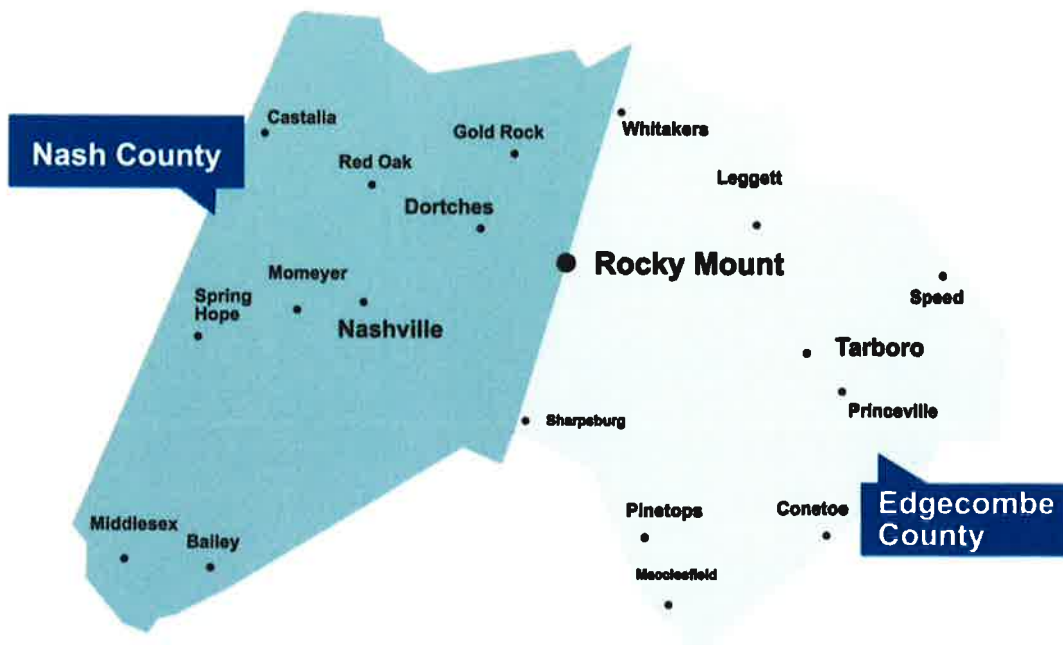 Castalia
Gold Rock
Whitakers
Nash County
Red Oak
Leggett
Dortches
Rocky Mount
Momeyer
Spring
Hope
Speed
Nashville
Tarboro
Princeville
Sharpsburg
Edgecombe
County
Pinetops
Conetoe
Middlesex
Bailey
Macclesfield